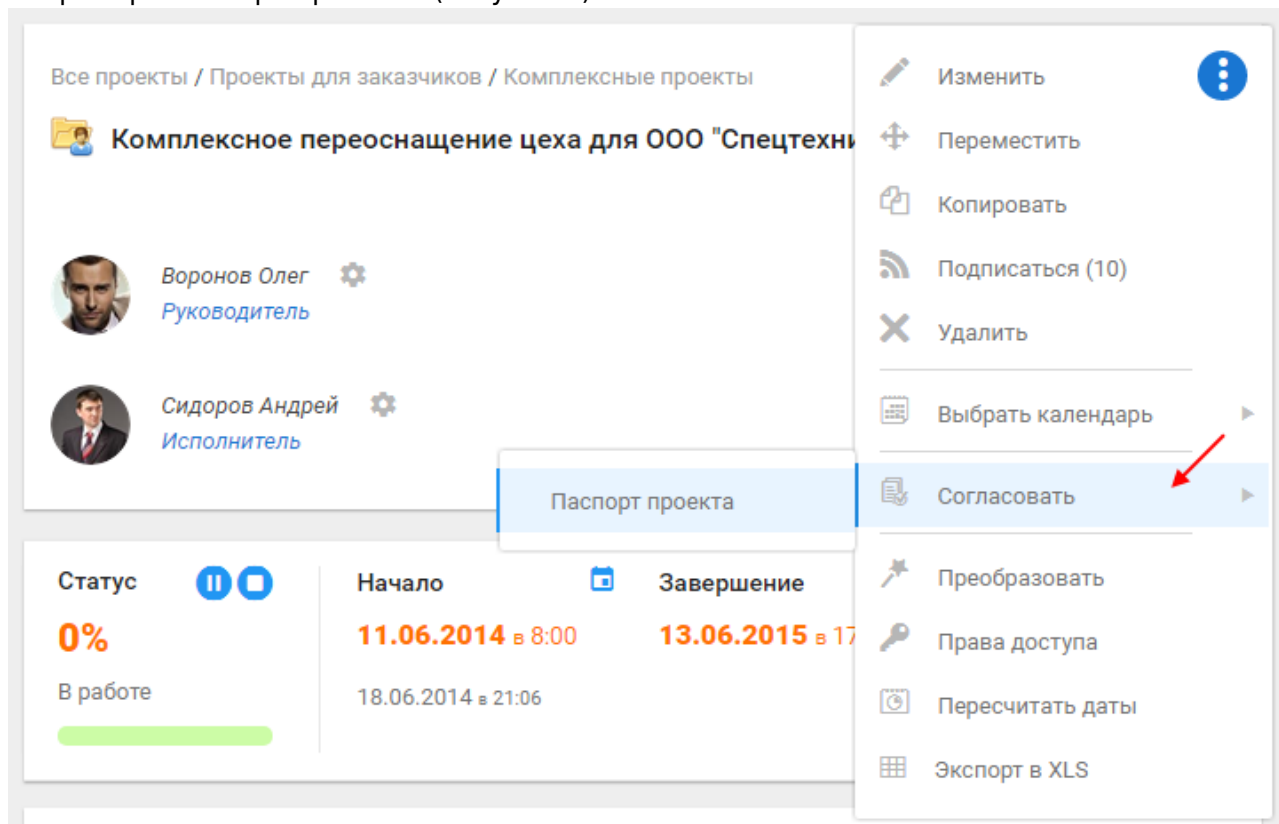 Все проекты / Проекты для заказчиков / Комплексные проекты
Комплексное переоснащение цеха для ООО "Спецтехни
Воронов Олег
Руководитель
Сидоров Андрей
Исполнитель
Изменить
Переместить
Копировать
Подписаться (10)
Удалить
Выбрать календарь
Согласовать
Паспорт проекта
Преобразовать
Права доступа
Пересчитать даты
Экспорт в XLS
Статус
0%
В работе
Начало
11.06.2014 в 8:00
18.06.2014 в 21:06
Завершение
13.06.2015 в 17